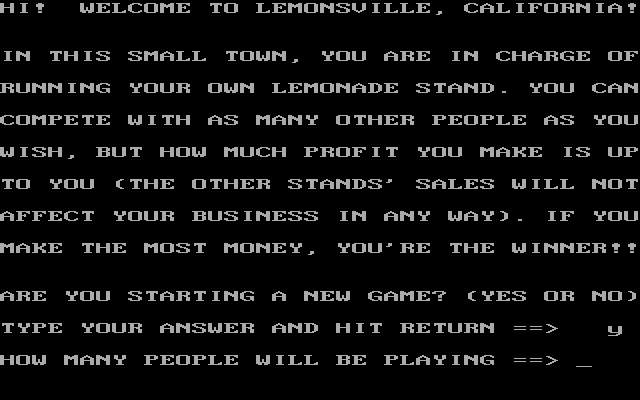 HI!  WELCOME TO LEMONSVILLE, CALIFORNIA!
IN THIS SMALL TOWN, YOU ARE IN CHARGE OF
RUNNING YOUR OWN LEMONADE STAND. YOU CAN
COMPETE WITH AS MANY OTHER PEOPLE AS YOU
WISH, BUT HOW MUCH PROFIT YOU MAKE IS UP
TO YOU (THE OTHER STANDS' SALES WILL NOT
AFFECT YOUR BUSINESS IN ANY WAY). IF YOU
MAKE THE MOST MONEY, YOU'RE THE WINNER!!
ARE YOU STARTING A NEW GAME? (YES OR NO)
TYPE YOUR ANSWER AND HIT RETURN ==>   y
HOW MANY PEOPLE WILL BE PLAYING ==> _